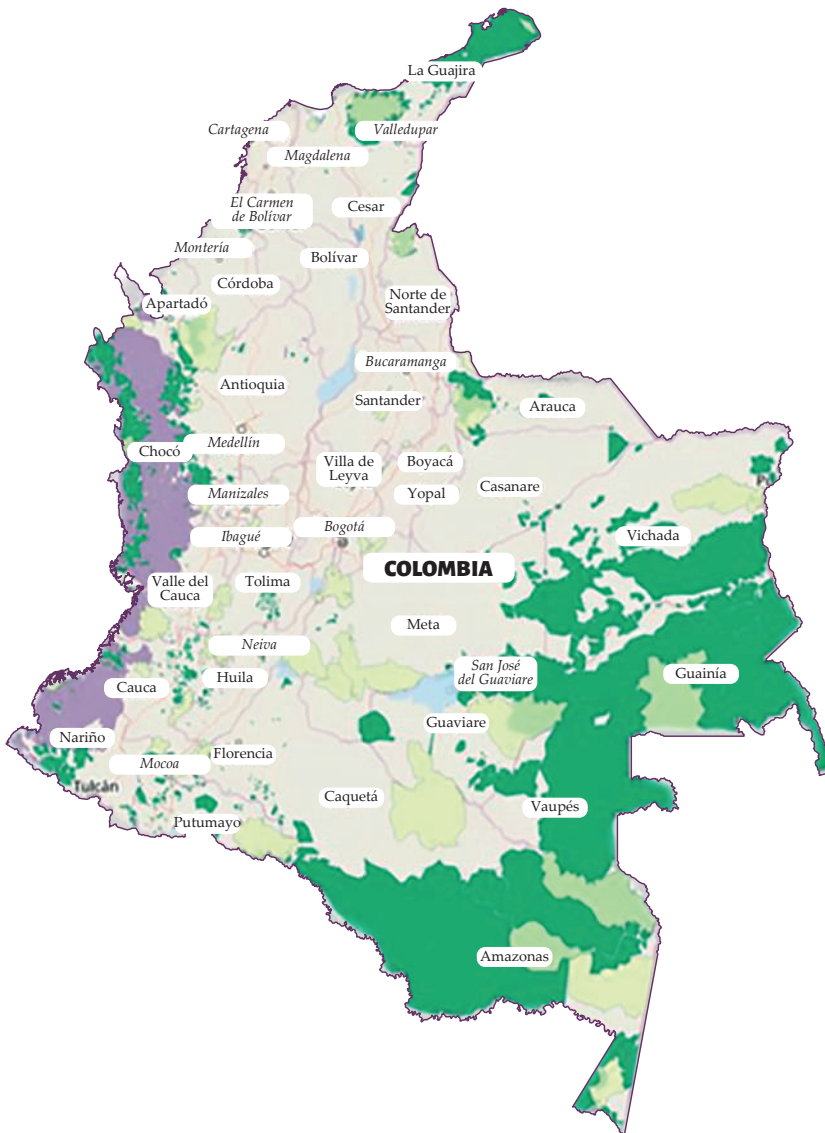 La Guajira
Cartagena
Valledupar
Magdalena
El Carmen
de Bolívar
Cesar
Montería
Bolívar
Córdoba
Apartadó
Norte de
Santander
Bucaramanga
Antioquia
Santander
Arauca
Medellín
Chocó
Villa de
Leyva
Boyacá
Manizales
Yopal
Casanare
Ibagué
Bogotá
Vichada
COLOMBIA
Valle del
Cauca
Tolima
Meta
Neiva
San José
del Guaviare
Huila
Cauca
Guainía
Guaviare
Nariño
Florencia
Mocoa
Tulcán
Caquetá
Vaupés
Putumayo
Amazonas